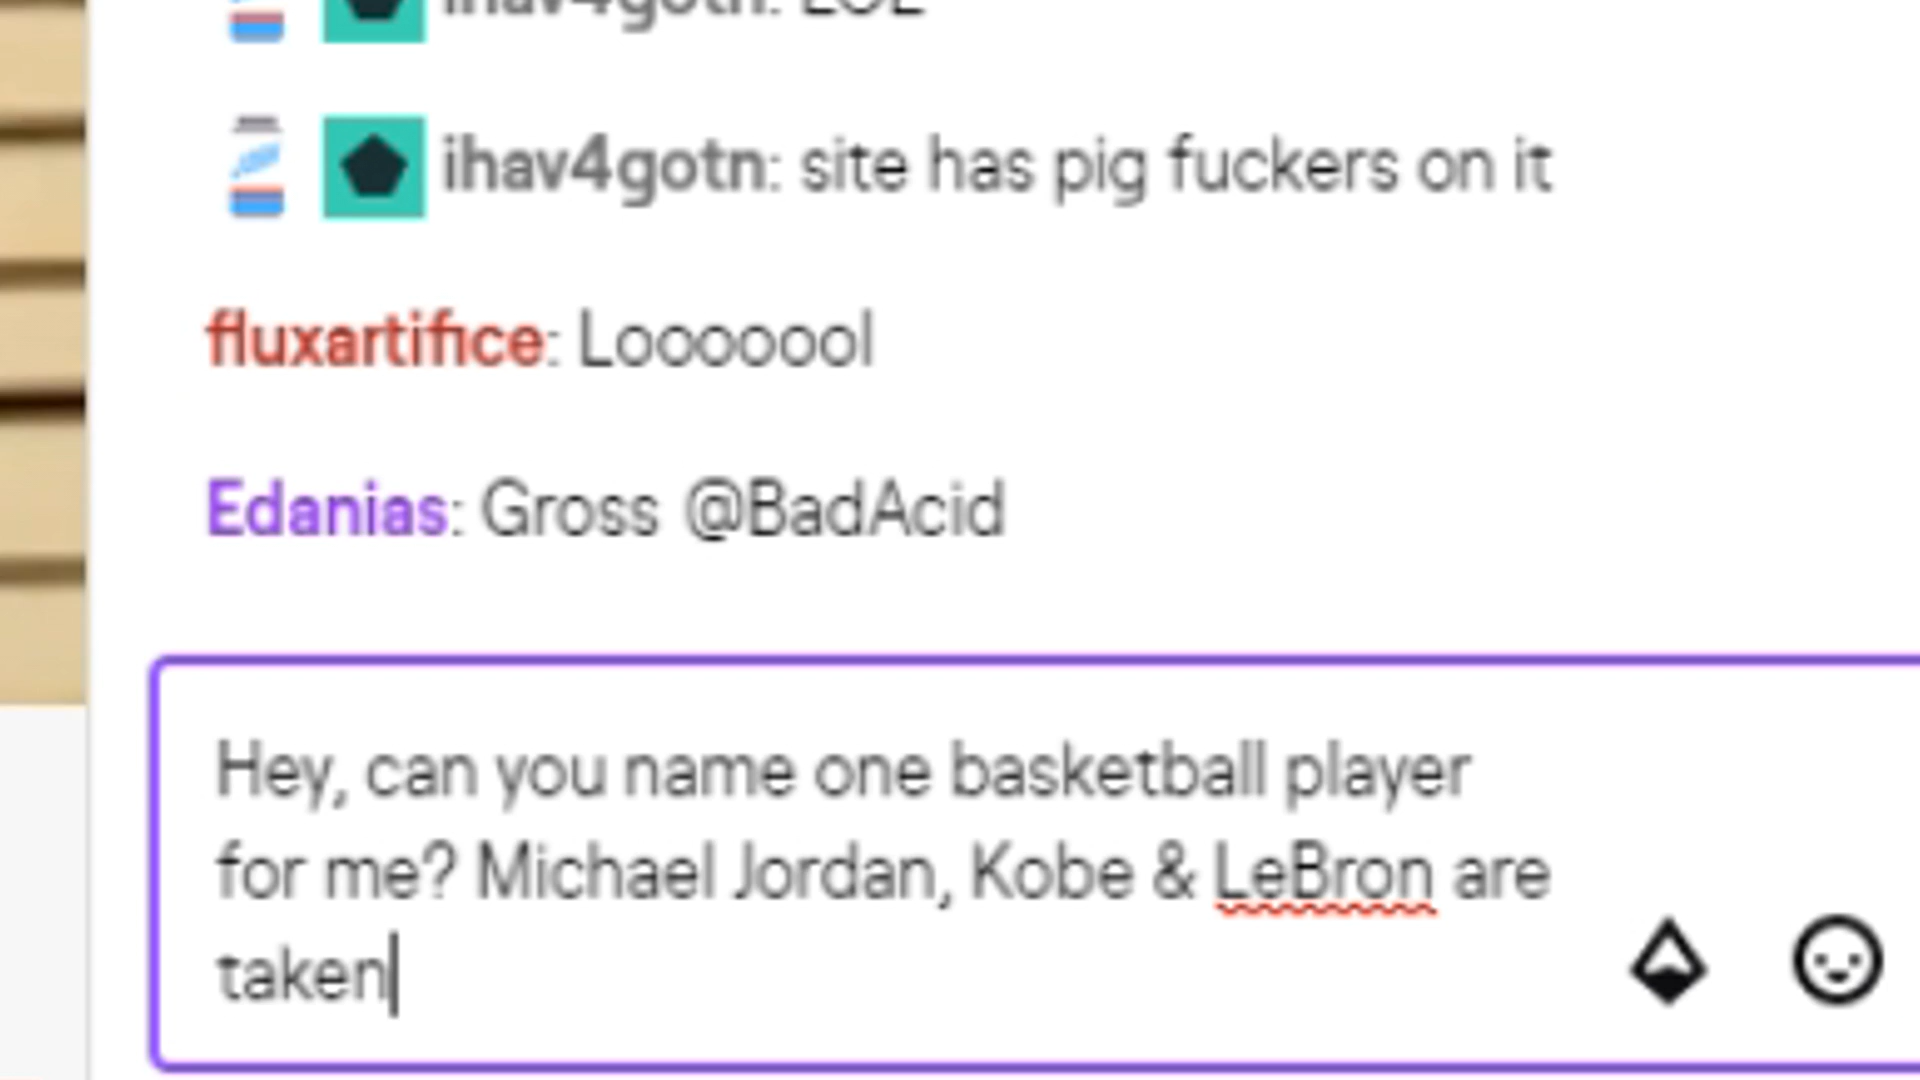 ihav4gotn: LOL
ihav4gotn: site has pig fuckers on it
fluxartifice: Looooool
Edanias: Gross @BadAcid
Hey, can you name one basketball player
for me? Michael Jordan, Kobe & LeBron are
taken